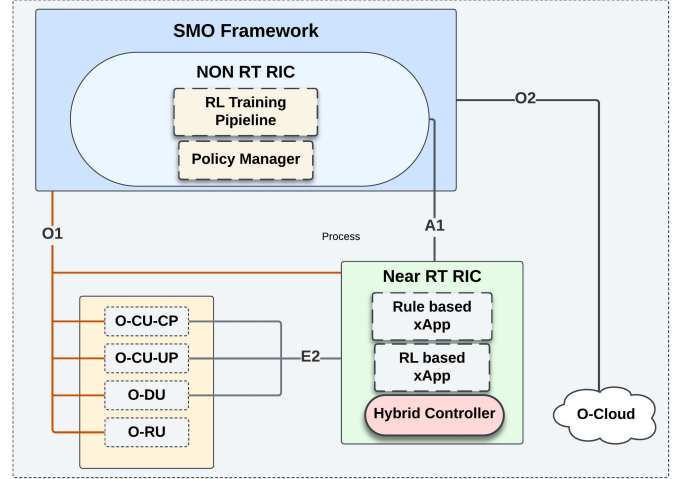 SMO Framework
NON RT RIC
RL Training
Pipieline
Policy Manager
O2
O1
A1
Process
Near RT RIC
Rule based
xApp
RL based
xApp
Hybrid Controller
O-CU-CP
O-CU-UP
O-DU
O-RU
E2
O-Cloud